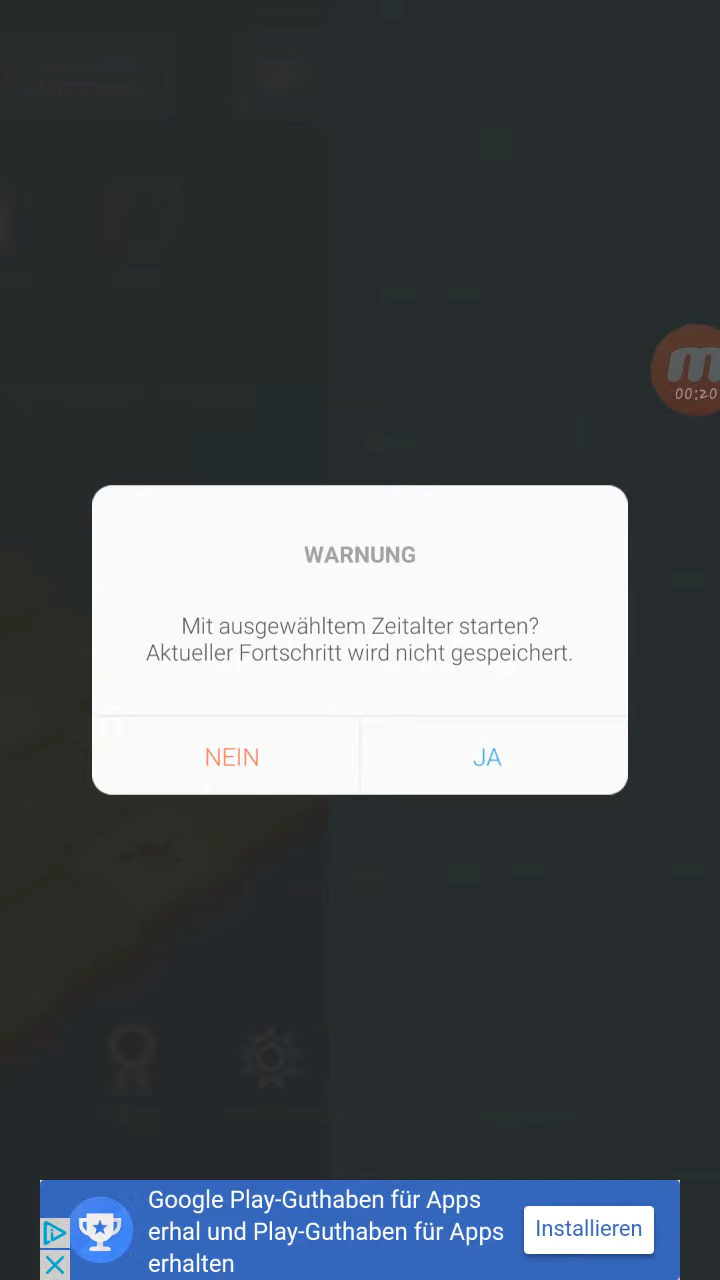 00:20
WARNUNG
Mit ausgewähltem Zeitalter starten?
Aktueller Fortschritt wird nicht gespeichert.
NEIN
JA
Google Play-Guthaben für Apps
erhal und Play-Guthaben für Apps
erhalten
Installieren